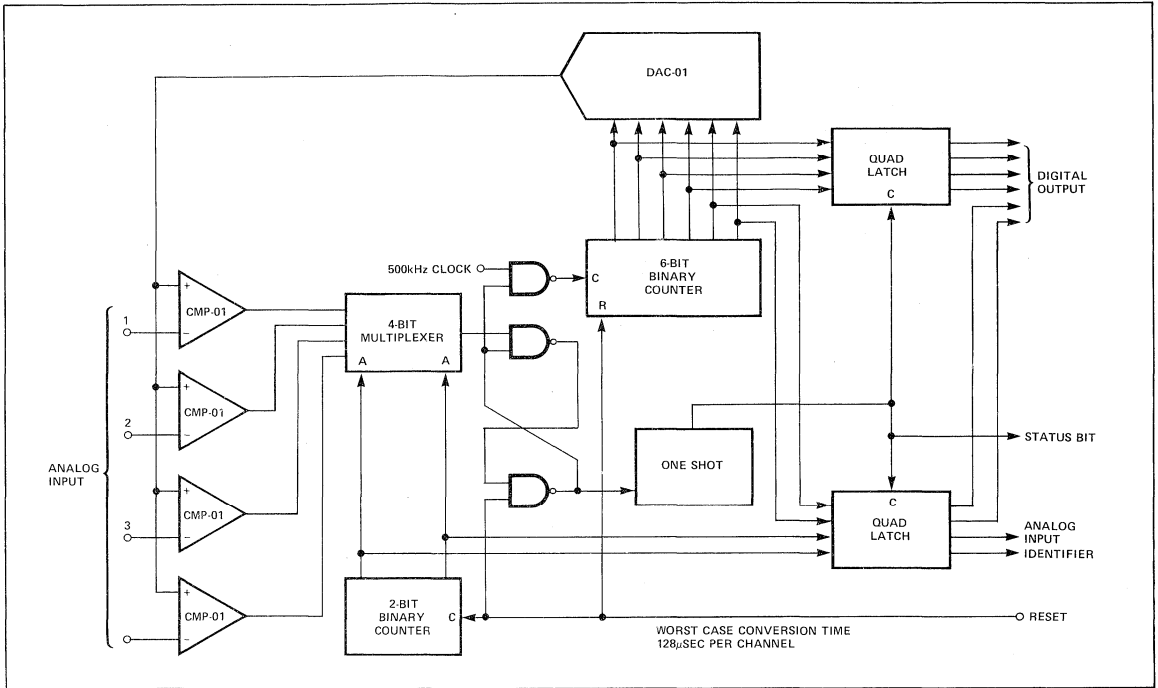 DAC-01
QUAD
LATCH
C
DIGITAL
OUTPUT
500kHz CLOCK
C
6-BIT
BINARY
COUNTER
R
+
CMP-01
-
1
4-BIT
MULTIPLEXER
A A
+
CMP-01
-
2
ANALOG
INPUT
ONE SHOT
STATUS BIT
+
CMP-01
-
3
C
QUAD
LATCH
ANALOG
INPUT
IDENTIFIER
+
CMP-01
-
2-BIT
BINARY
COUNTER
C
RESET
WORST CASE CONVERSION TIME
128μSEC PER CHANNEL